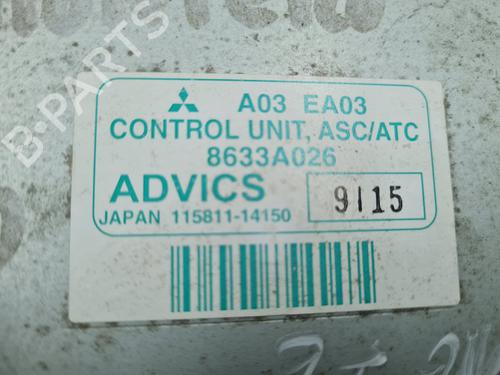 A03 EA03
CONTROL UNIT, ASC/ATC
8633A026
ADVICS
9115
JAPAN 115811-14150
B-PARTS